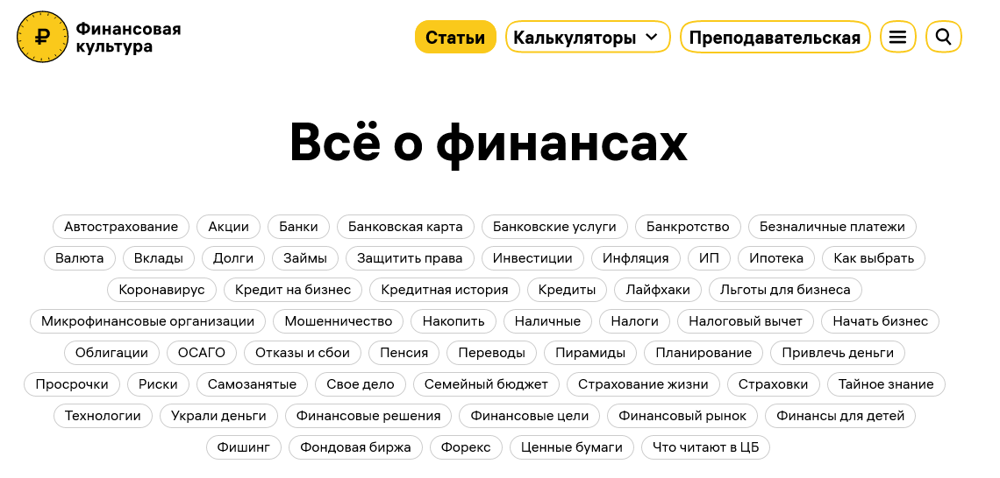 ₽
Финансовая
культура
Статьи Калькуляторы Преподавательская
Всё о финансах
Автострахование Акции Банки Банковская карта Банковские услуги Банкротство Безналичные платежи
Валюта Вклады Долги Займы Защитить права Инвестиции Инфляция ИП Ипотека Как выбрать
Коронавирус Кредит на бизнес Кредитная история Кредиты Лайфхаки Льготы для бизнеса
Микрофинансовые организации Мошенничество Накопить Наличные Налоги Налоговый вычет Начать бизнес
Облигации ОСАГО Отказы и сбои Пенсия Переводы Пирамиды Планирование Привлечь деньги
Просрочки Риски Самозанятые Свое дело Семейный бюджет Страхование жизни Страховки Тайное знание
Технологии Украли деньги Финансовые решения Финансовые цели Финансовый рынок Финансы для детей
Фишинг Фондовая биржа Форекс Ценные бумаги Что читают в ЦБ